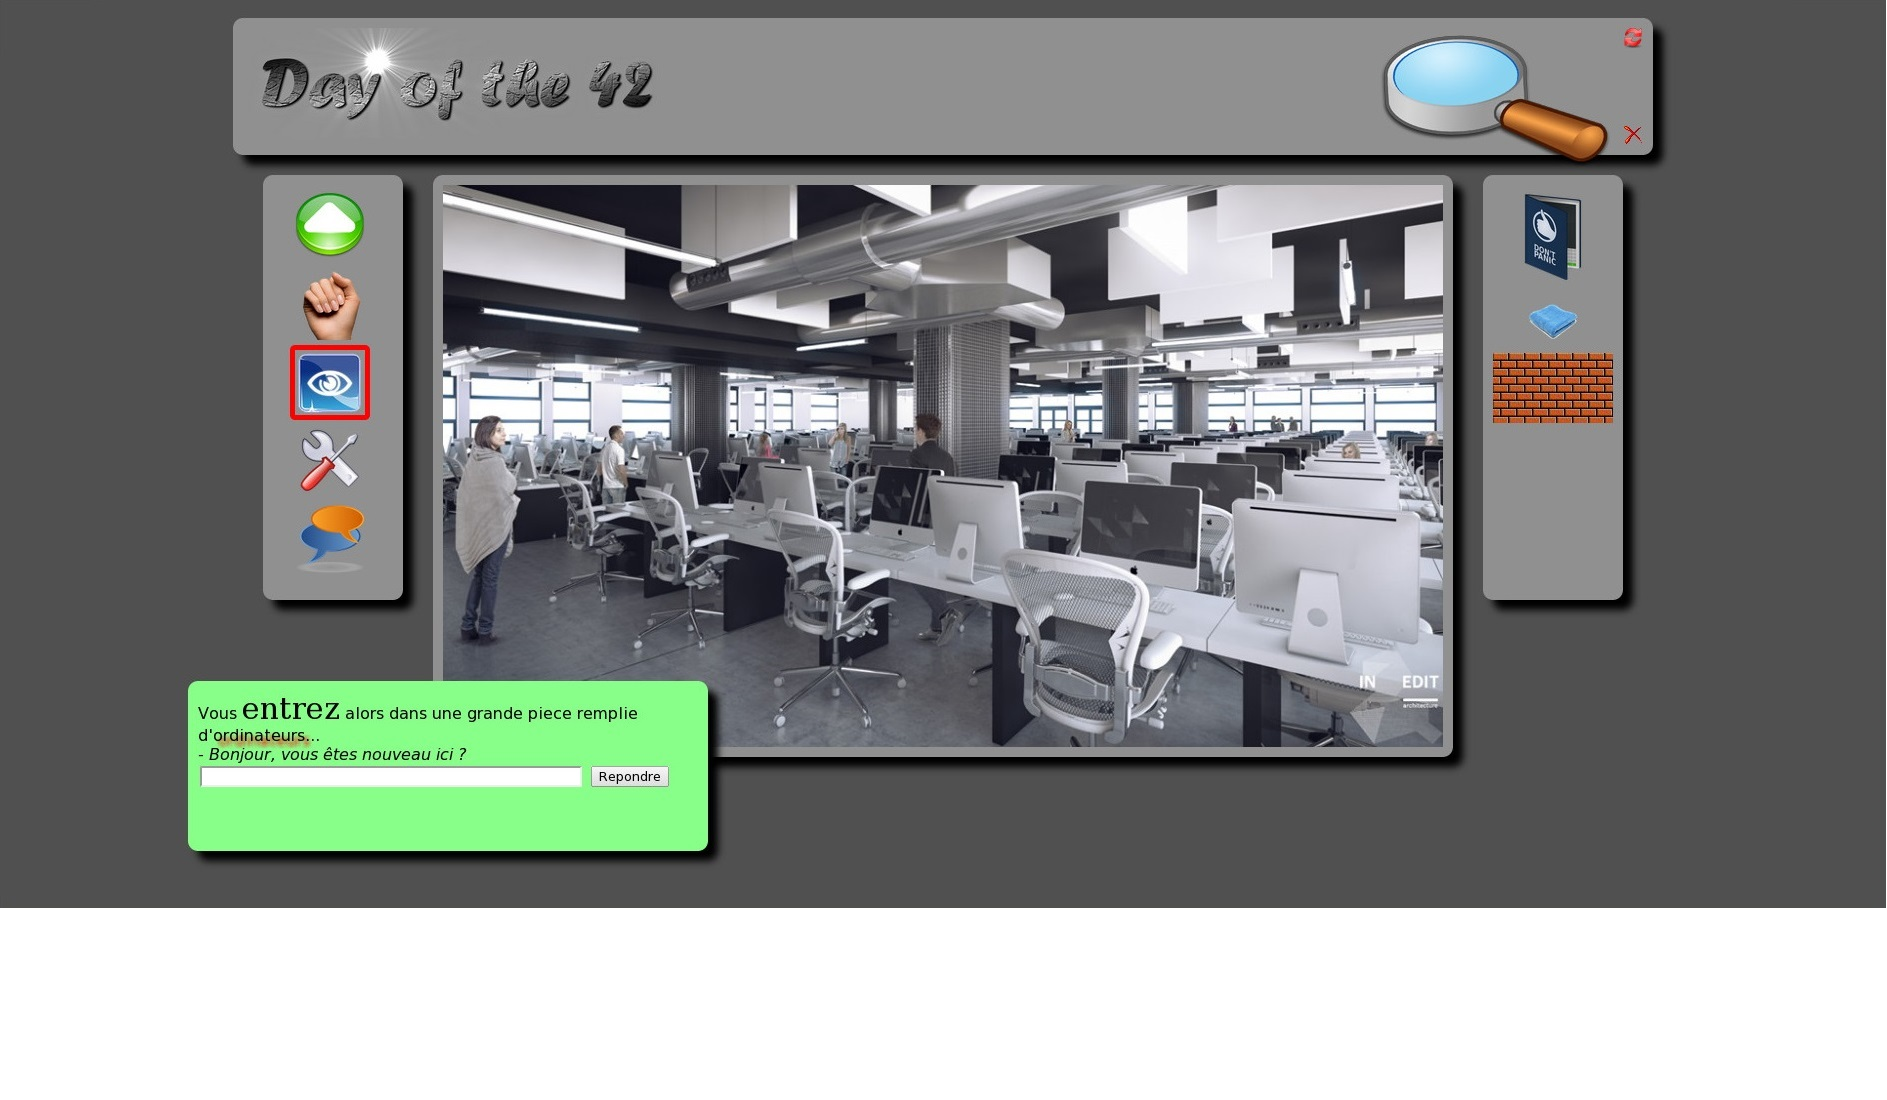 Day of the 42
DON'T
PANIC
IN EDIT
architecture
Vous entrez alors dans une grande piece remplie
d'ordinateurs...
- Bonjour, vous êtes nouveau ici ?
Repondre